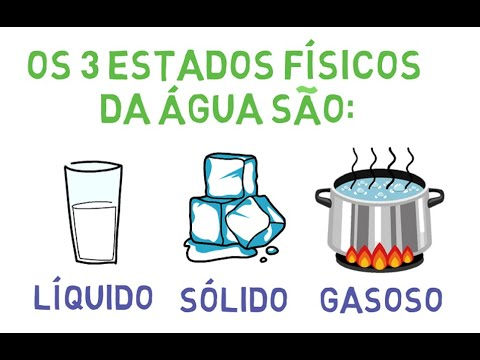 OS 3 ESTADOS FÍSICOS
DA ÁGUA SÃO:
LÍQUIDO SÓLIDO GASOSO